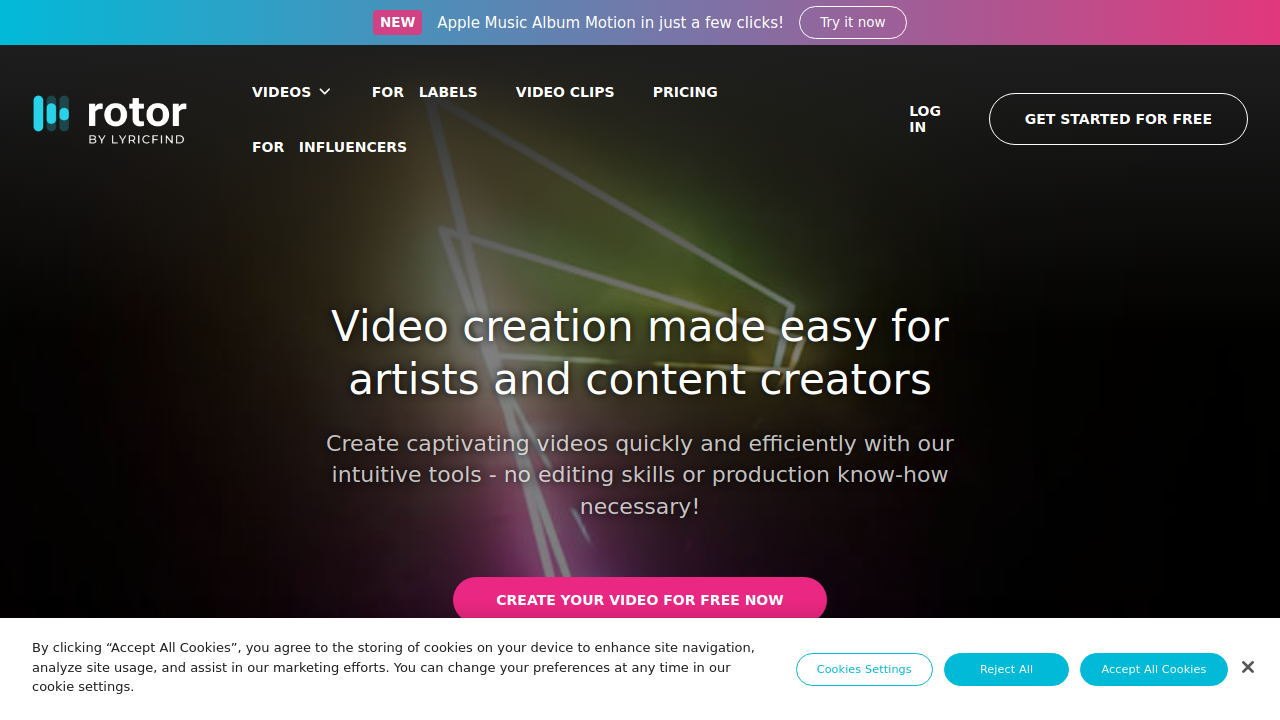 NEW Apple Music Album Motion in just a few clicks! Try it now
rotor
BY LYRICFIND
VIDEOS FOR LABELS VIDEO CLIPS PRICING
FOR INFLUENCERS
LOG
IN
GET STARTED FOR FREE
Video creation made easy for
artists and content creators
Create captivating videos quickly and efficiently with our
intuitive tools - no editing skills or production know-how
necessary!
CREATE YOUR VIDEO FOR FREE NOW
By clicking “Accept All Cookies”, you agree to the storing of cookies on your device to enhance site navigation,
analyze site usage, and assist in our marketing efforts. You can change your preferences at any time in our
cookie settings.
Cookies Settings
Reject All
Accept All Cookies